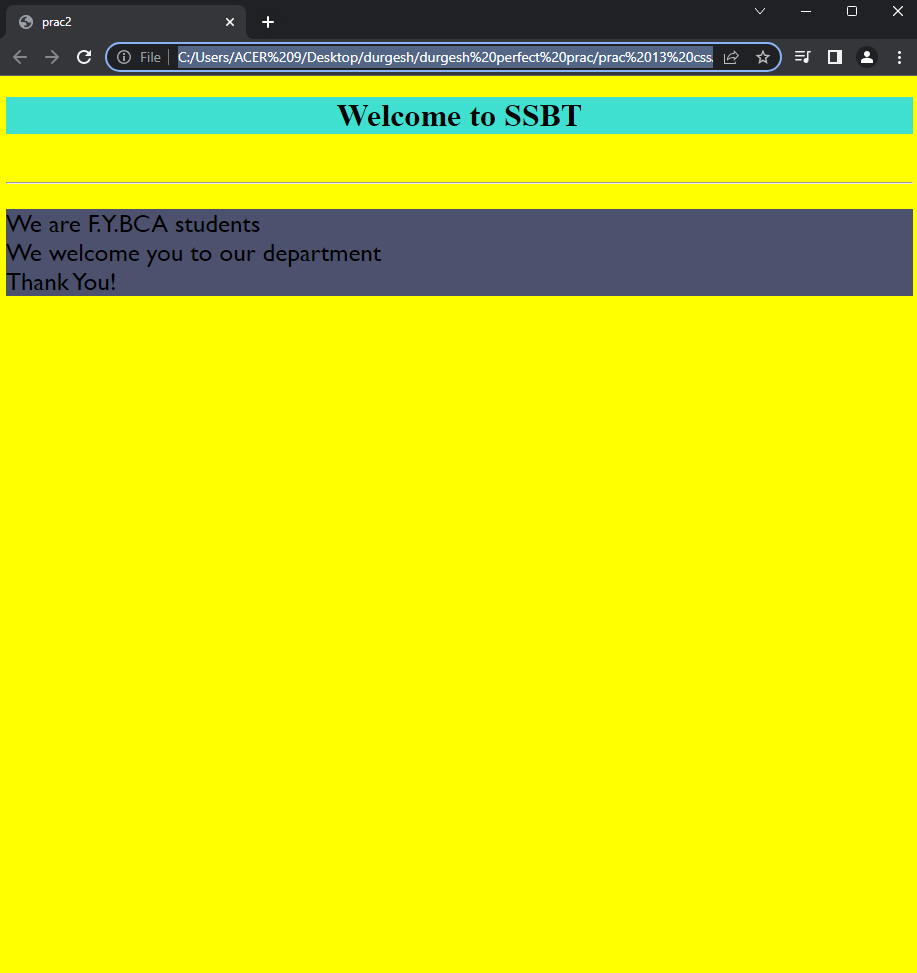 prac2
File
C:/Users/ACER%209/Desktop/durgesh/durgesh%20perfect%20prac/prac%2013%20css.
Welcome to SSBT
We are F.Y.BCA students
We welcome you to our department
Thank You!